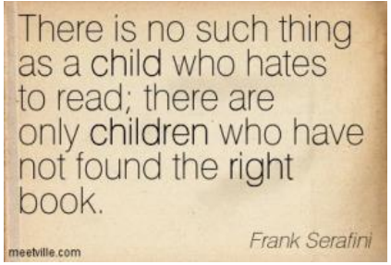 There is no such thing
as a child who hates
to read; there are
only children who have
not found the right
book.
Frank Serafini
meetville.com